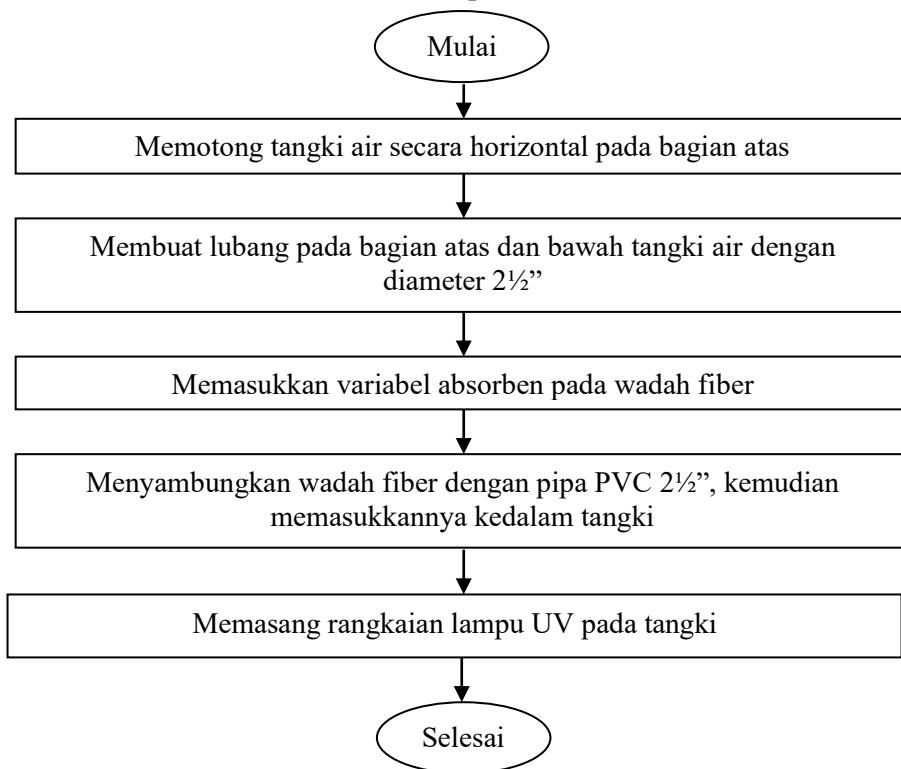 Mulai
Memotong tangki air secara horizontal pada bagian atas
Membuat lubang pada bagian atas dan bawah tangki air dengan
diameter 2½”
Memasukkan variabel absorben pada wadah fiber
Menyambungkan wadah fiber dengan pipa PVC 2½”, kemudian
memasukkannya kedalam tangki
Memasang rangkaian lampu UV pada tangki
Selesai